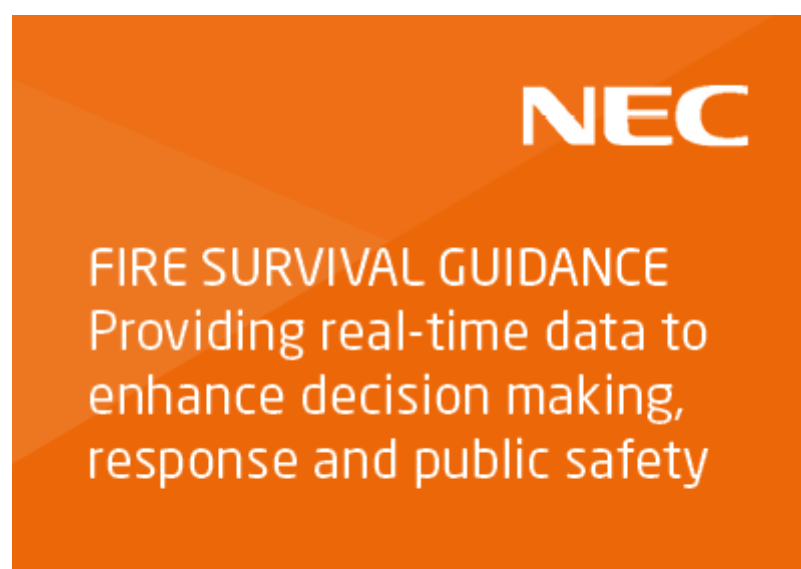 NEC
FIRE SURVIVAL GUIDANCE
Providing real-time data to
enhance decision making,
response and public safety